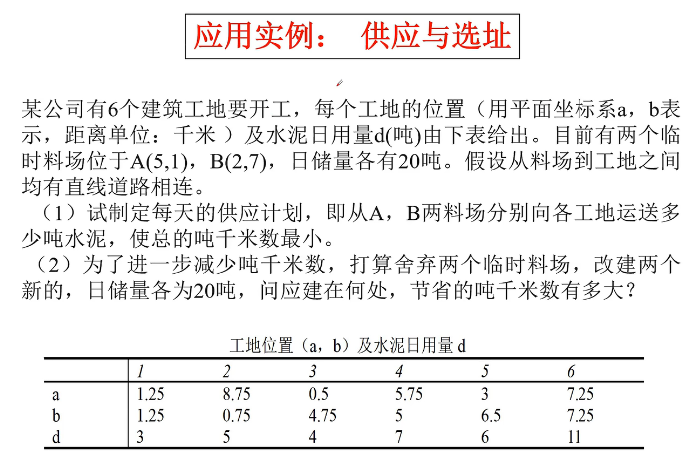 应用实例： 供应与选址
某公司有6个建筑工地要开工，每个工地的位置（用平面坐标系a，b表
示，距离单位：千米 ）及水泥日用量d(吨)由下表给出。目前有两个临
时料场位于A(5,1)，B(2,7)，日储量各有20吨。假设从料场到工地之间
均有直线道路相连。
（1）试制定每天的供应计划，即从A，B两料场分别向各工地运送多
少吨水泥，使总的吨千米数最小。
（2）为了进一步减少吨千米数，打算舍弃两个临时料场，改建两个
新的，日储量各为20吨，问应建在何处，节省的吨千米数有多大？
工地位置（a，b）及水泥日用量 d
1 2 3 4 5 6
a 1.25 8.75 0.5 5.75 3 7.25
b 1.25 0.75 4.75 5 6.5 7.25
d 3 5 4 7 6 11